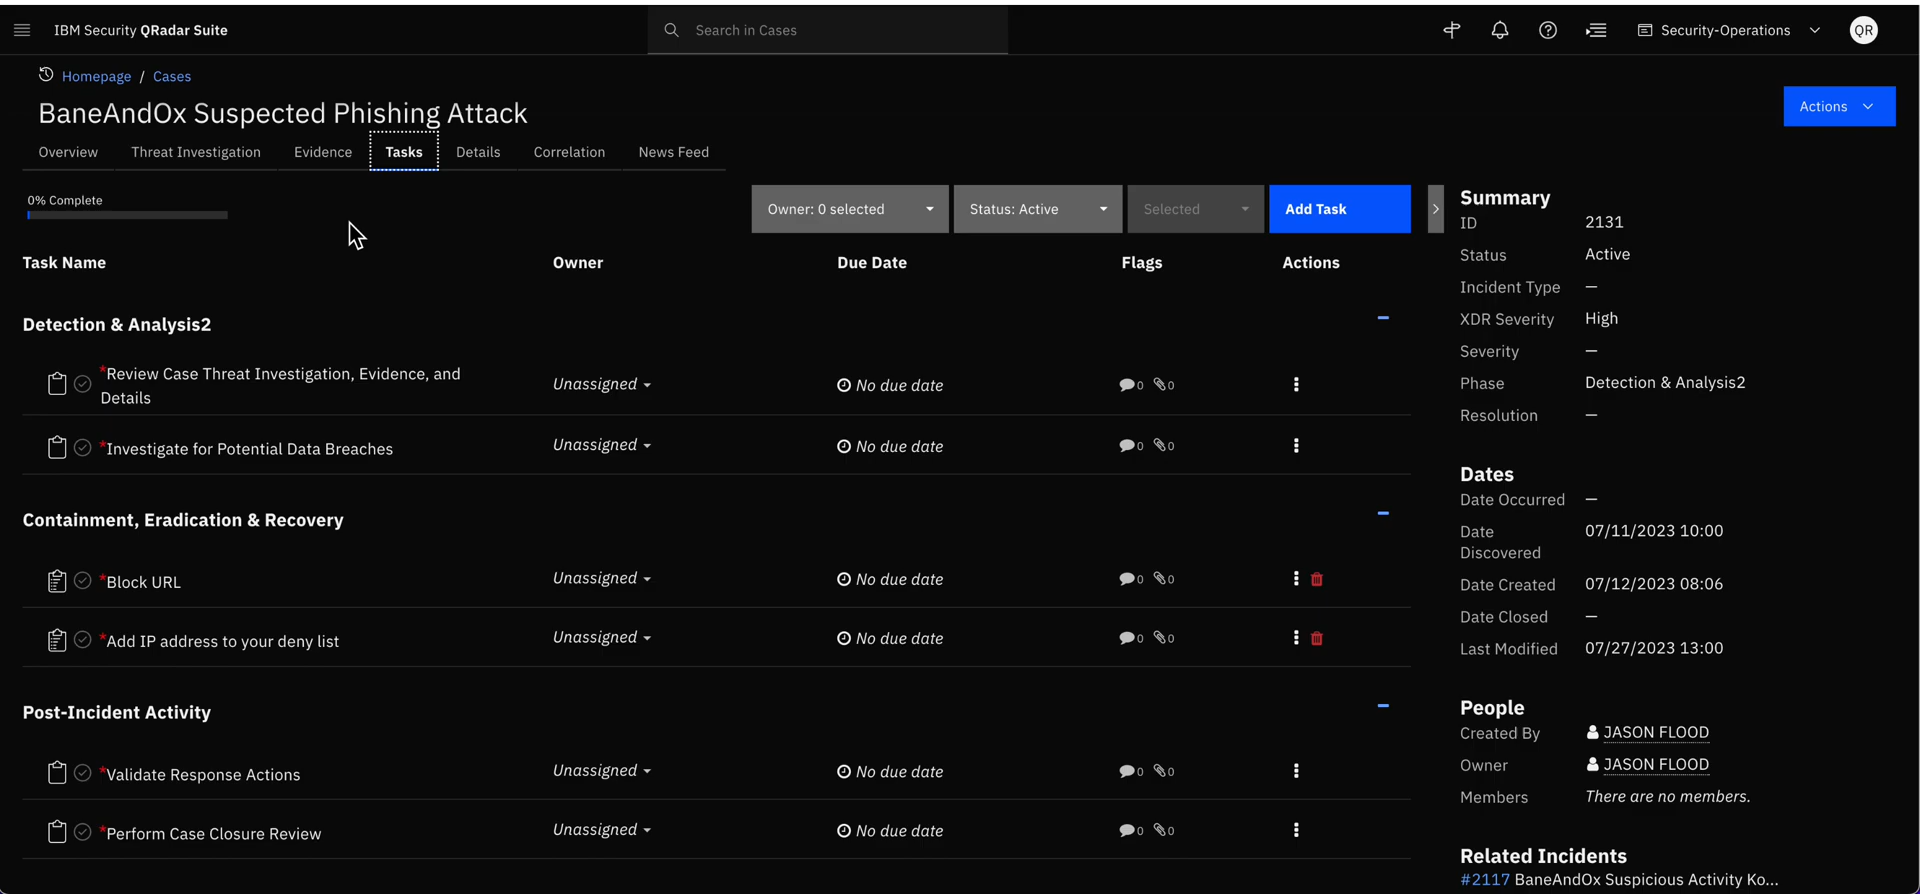 IBM Security QRadar Suite
Search in Cases
Security-Operations
QR
Homepage / Cases
BaneAndOx Suspected Phishing Attack
Actions
Overview Threat Investigation Evidence Tasks Details Correlation News Feed
0% Complete
Owner: 0 selected
Status: Active
Selected
Add Task
Task Name Owner Due Date Flags Actions
Detection & Analysis2
*Review Case Threat Investigation, Evidence, and
Details
Unassigned No due date 0 0
*Investigate for Potential Data Breaches Unassigned No due date 0 0
Containment, Eradication & Recovery
*Block URL Unassigned No due date 0 0
*Add IP address to your deny list Unassigned No due date 0 0
Post-Incident Activity
*Validate Response Actions Unassigned No due date 0 0
*Perform Case Closure Review Unassigned No due date 0 0
Summary
ID 2131
Status Active
Incident Type —
XDR Severity High
Severity —
Phase Detection & Analysis2
Resolution —
Dates
Date Occurred —
Date
Discovered
07/11/2023 10:00
Date Created 07/12/2023 08:06
Date Closed —
Last Modified 07/27/2023 13:00
People
Created By JASON FLOOD
Owner JASON FLOOD
Members There are no members.
Related Incidents
#2117 BaneAndOx Suspicious Activity Ko...